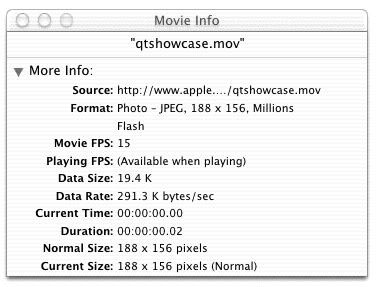 Movie Info
"qtshowcase.mov"
More Info:
Source: http://www.apple..../qtshowcase.mov
Format: Photo - JPEG, 188 x 156, Millions
Flash
Movie FPS: 15
Playing FPS: (Available when playing)
Data Size: 19.4 K
Data Rate: 291.3 K bytes/sec
Current Time: 00:00:00.00
Duration: 00:00:00.02
Normal Size: 188 x 156 pixels
Current Size: 188 x 156 pixels (Normal)